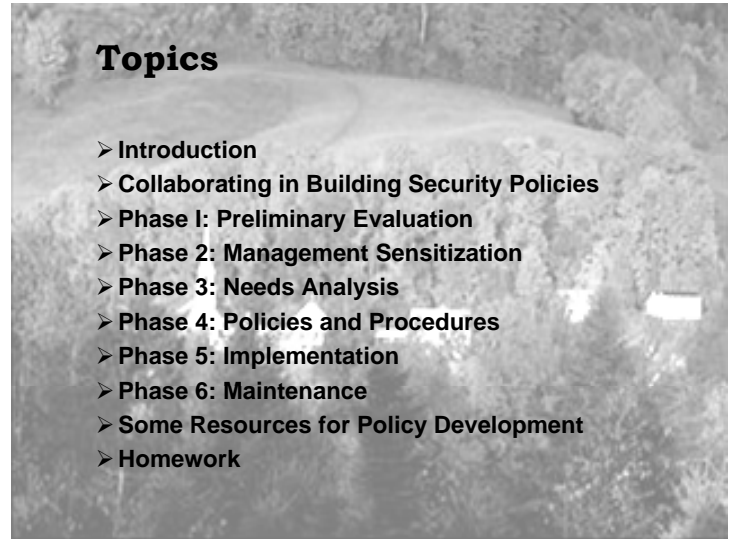 Topics
➢ Introduction
➢ Collaborating in Building Security Policies
➢ Phase I: Preliminary Evaluation
➢ Phase 2: Management Sensitization
➢ Phase 3: Needs Analysis
➢ Phase 4: Policies and Procedures
➢ Phase 5: Implementation
➢ Phase 6: Maintenance
➢ Some Resources for Policy Development
➢ Homework